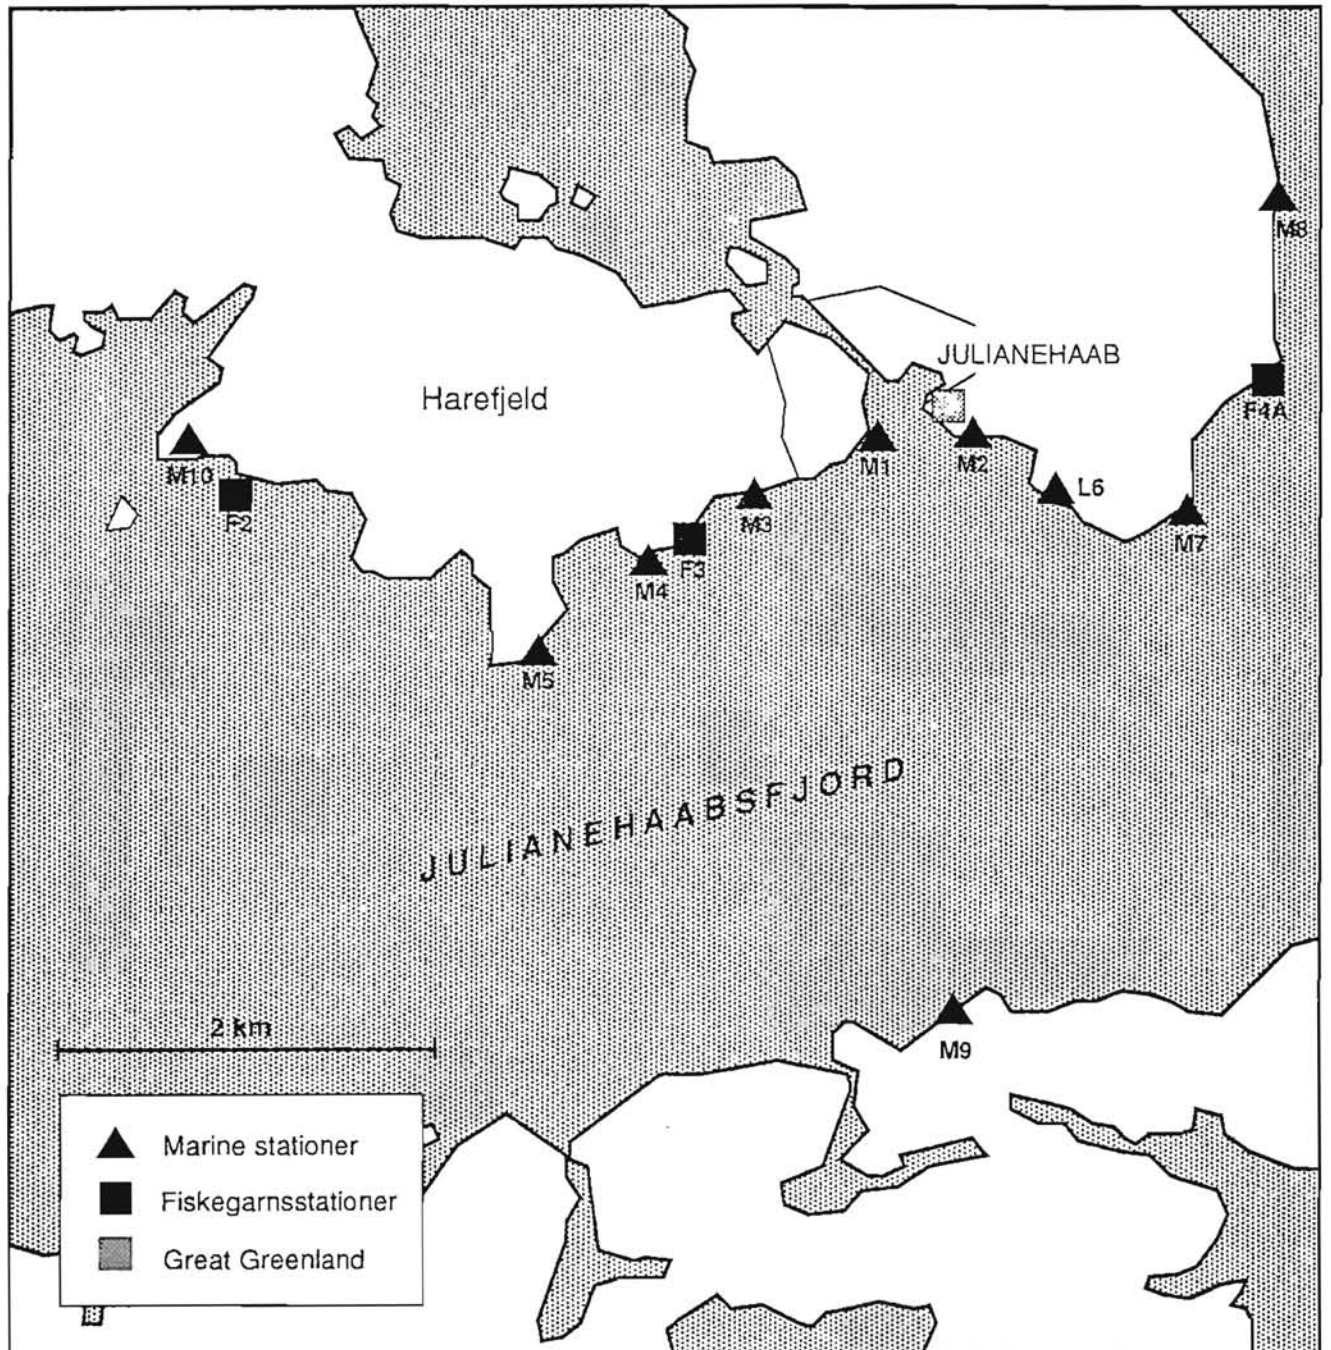 M8
JULIANEHAAB
Harefjeld
F4A
M10
M1
M2
L6
F2
M3
M7
F3
M4
M5
JULIANEHAABSFJORD
2 km
M9
Marine stationer
Fiskegarnsstationer
Great Greenland